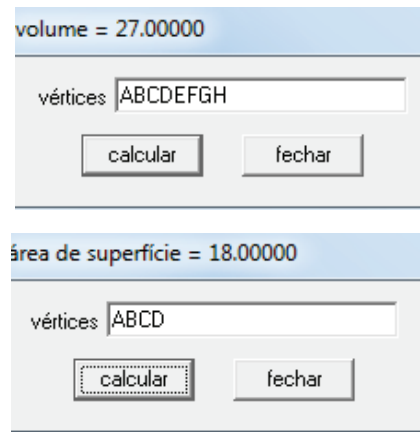 volume = 27.00000
vértices ABCDEFGH
calcular fechar
área de superfície = 18.00000
vértices ABCD
calcular fechar